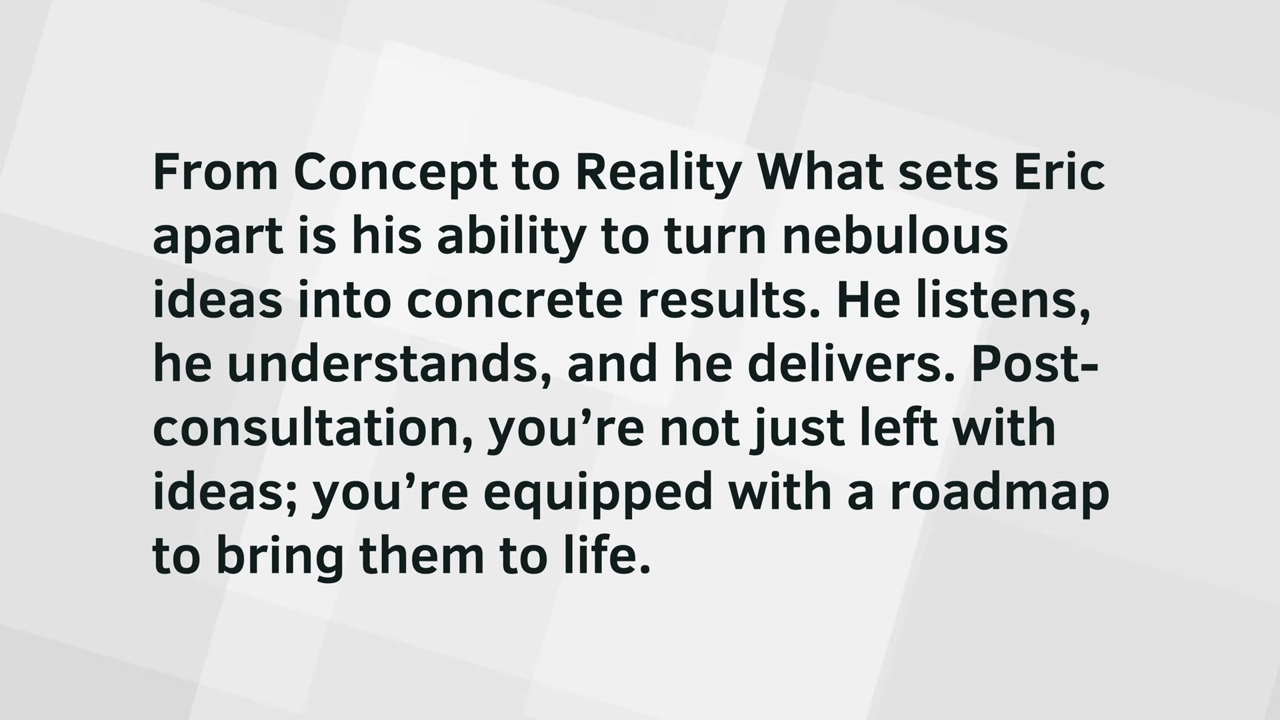 From Concept to Reality What sets Eric
apart is his ability to turn nebulous
ideas into concrete results. He listens,
he understands, and he delivers. Post-
consultation, you’re not just left with
ideas; you’re equipped with a roadmap
to bring them to life.